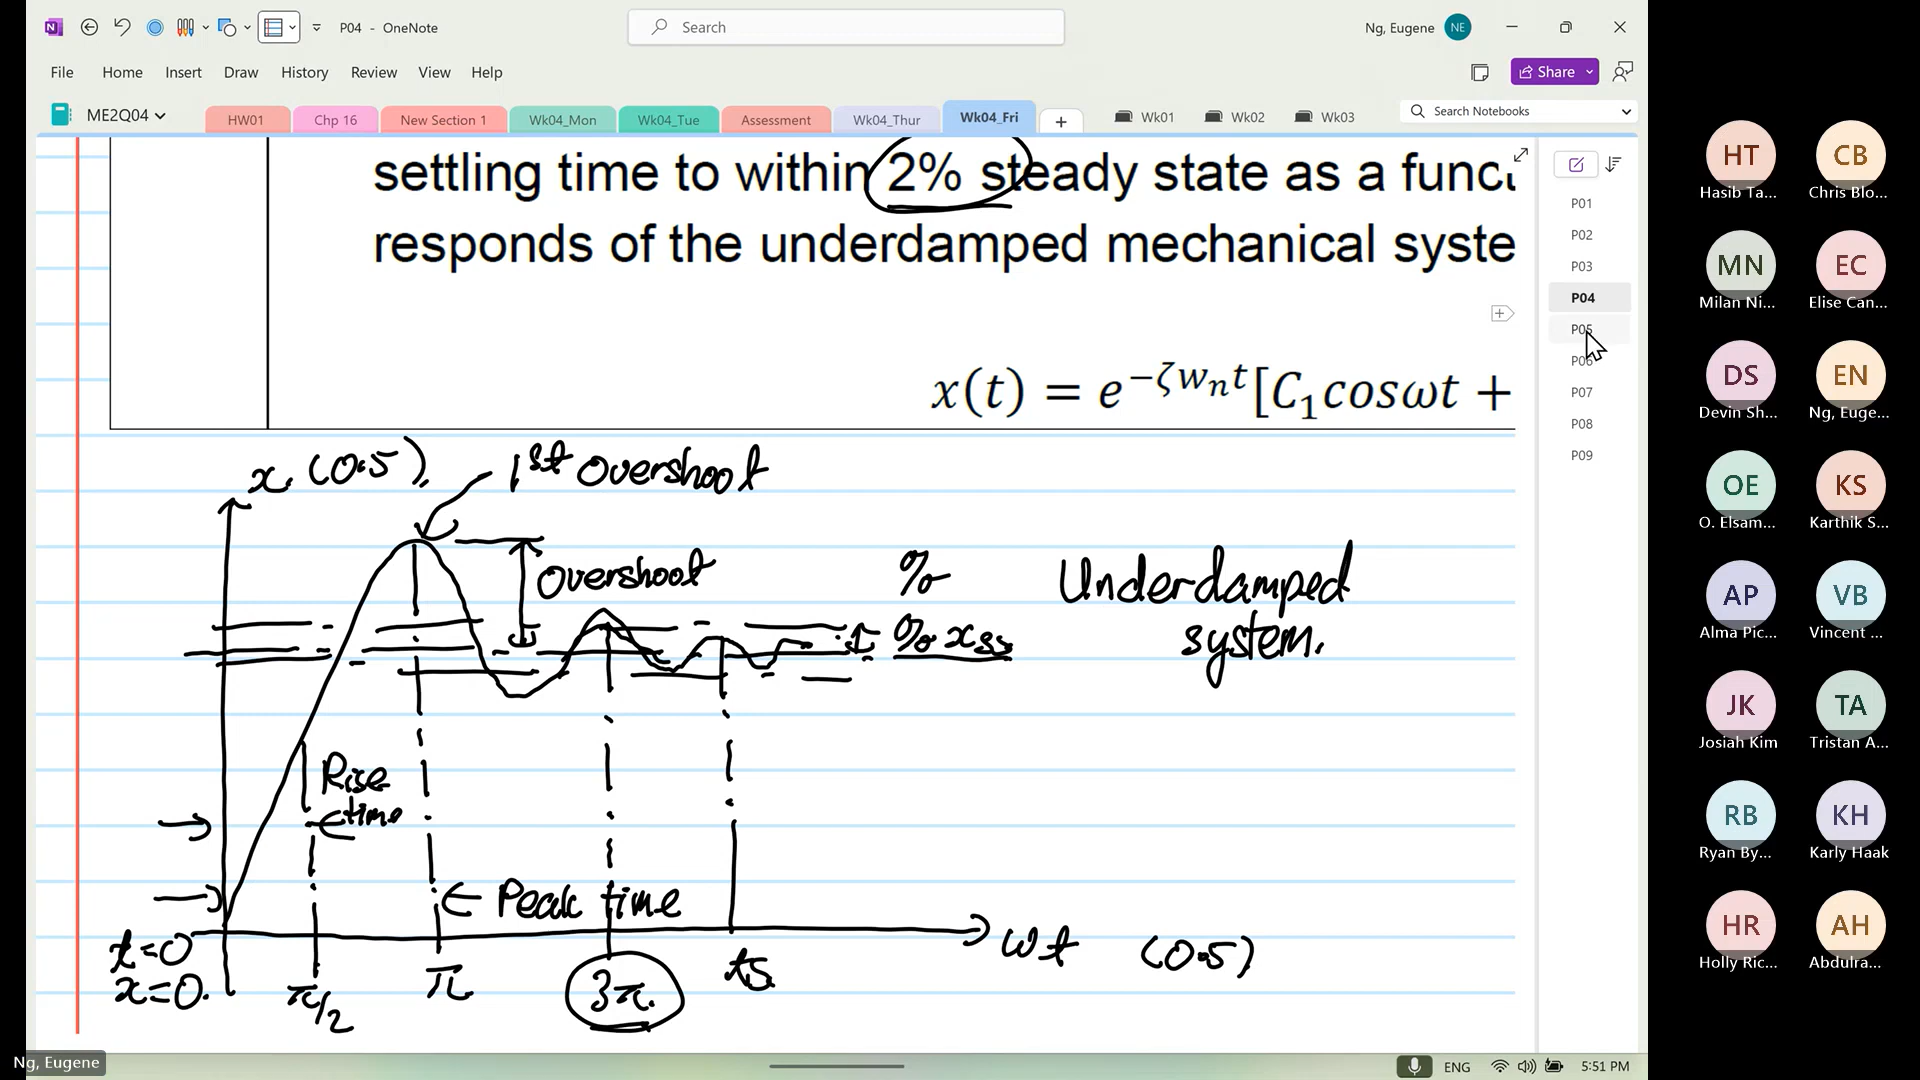 P04 - OneNote
Search
Ng, Eugene
NE
File Home Insert Draw History Review View Help
Share
ME2Q04
HW01
Chp 16
New Section 1
Wk04_Mon
Wk04_Tue
Assessment
Wk04_Thur
Wk04_Fri
+
Wk01
Wk02
Wk03
Search Notebooks
settling time to within 2% steady state as a func
responds of the underdamped mechanical syste
x(t) = e^{-ζw_n t}[C_1 cosωt +
x (0.5)
1st Overshoot
Overshoot
%
Underdamped
system.
% x_ss
Rise
time
Peak time
t=0
x=0.
π/2
π
3π.
ts
wt (0.5)
P01
P02
P03
P04
P05
P06
P07
P08
P09
HT
Hasib Ta...
CB
Chris Blo...
MN
Milan Ni...
EC
Elise Can...
DS
Devin Sh...
EN
Ng, Euge...
OE
O. Elsam...
KS
Karthik S...
AP
Alma Pic...
VB
Vincent ...
JK
Josiah Kim
TA
Tristan A...
RB
Ryan By...
KH
Karly Haak
HR
Holly Ric...
AH
Abdulra...
Ng, Eugene
ENG
5:51 PM